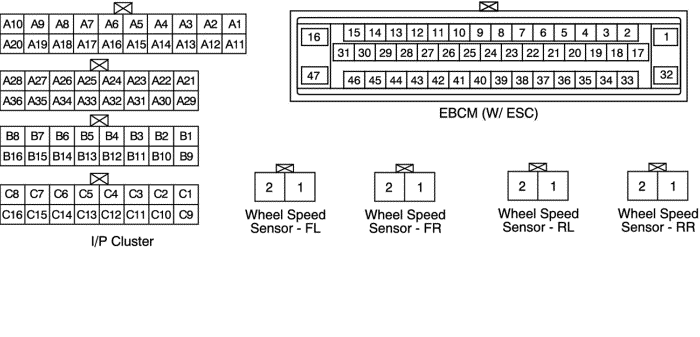 A10 A9 A8 A7 A6 A5 A4 A3 A2 A1
A20 A19 A18 A17 A16 A15 A14 A13 A12 A11
A28 A27 A26 A25 A24 A23 A22 A21
A36 A35 A34 A33 A32 A31 A30 A29
B8 B7 B6 B5 B4 B3 B2 B1
B16 B15 B14 B13 B12 B11 B10 B9
C8 C7 C6 C5 C4 C3 C2 C1
C16 C15 C14 C13 C12 C11 C10 C9
I/P Cluster
16 15 14 13 12 11 10 9 8 7 6 5 4 3 2 1
31 30 29 28 27 26 25 24 23 22 21 20 19 18 17
47 46 45 44 43 42 41 40 39 38 37 36 35 34 33 32
EBCM (W/ ESC)
2 1
Wheel Speed
Sensor - FL
2 1
Wheel Speed
Sensor - FR
2 1
Wheel Speed
Sensor - RL
2 1
Wheel Speed
Sensor - RR